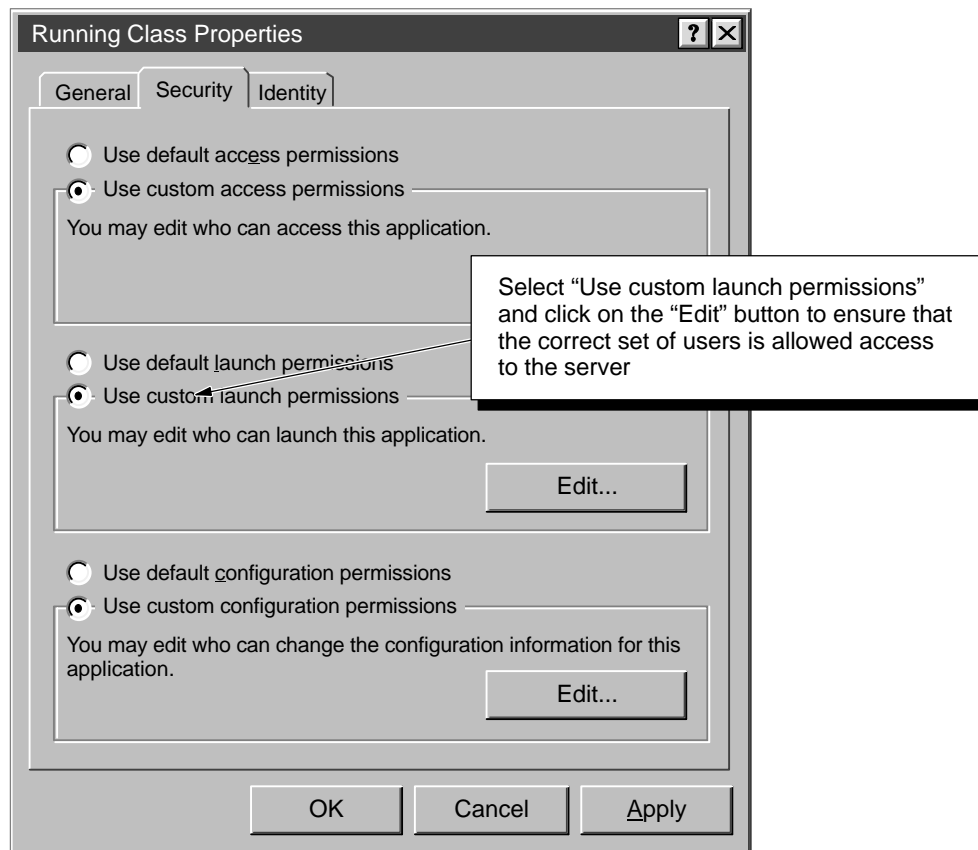 Running Class Properties
?
General Security Identity
Use default access permissions
Use custom access permissions
You may edit who can access this application.
Select “Use custom launch permissions”
and click on the “Edit” button to ensure that
the correct set of users is allowed access
to the server
Use default launch permissions
Use custom launch permissions
You may edit who can launch this application.
Edit...
Use default configuration permissions
Use custom configuration permissions
You may edit who can change the configuration information for this
application.
Edit...
OK Cancel Apply